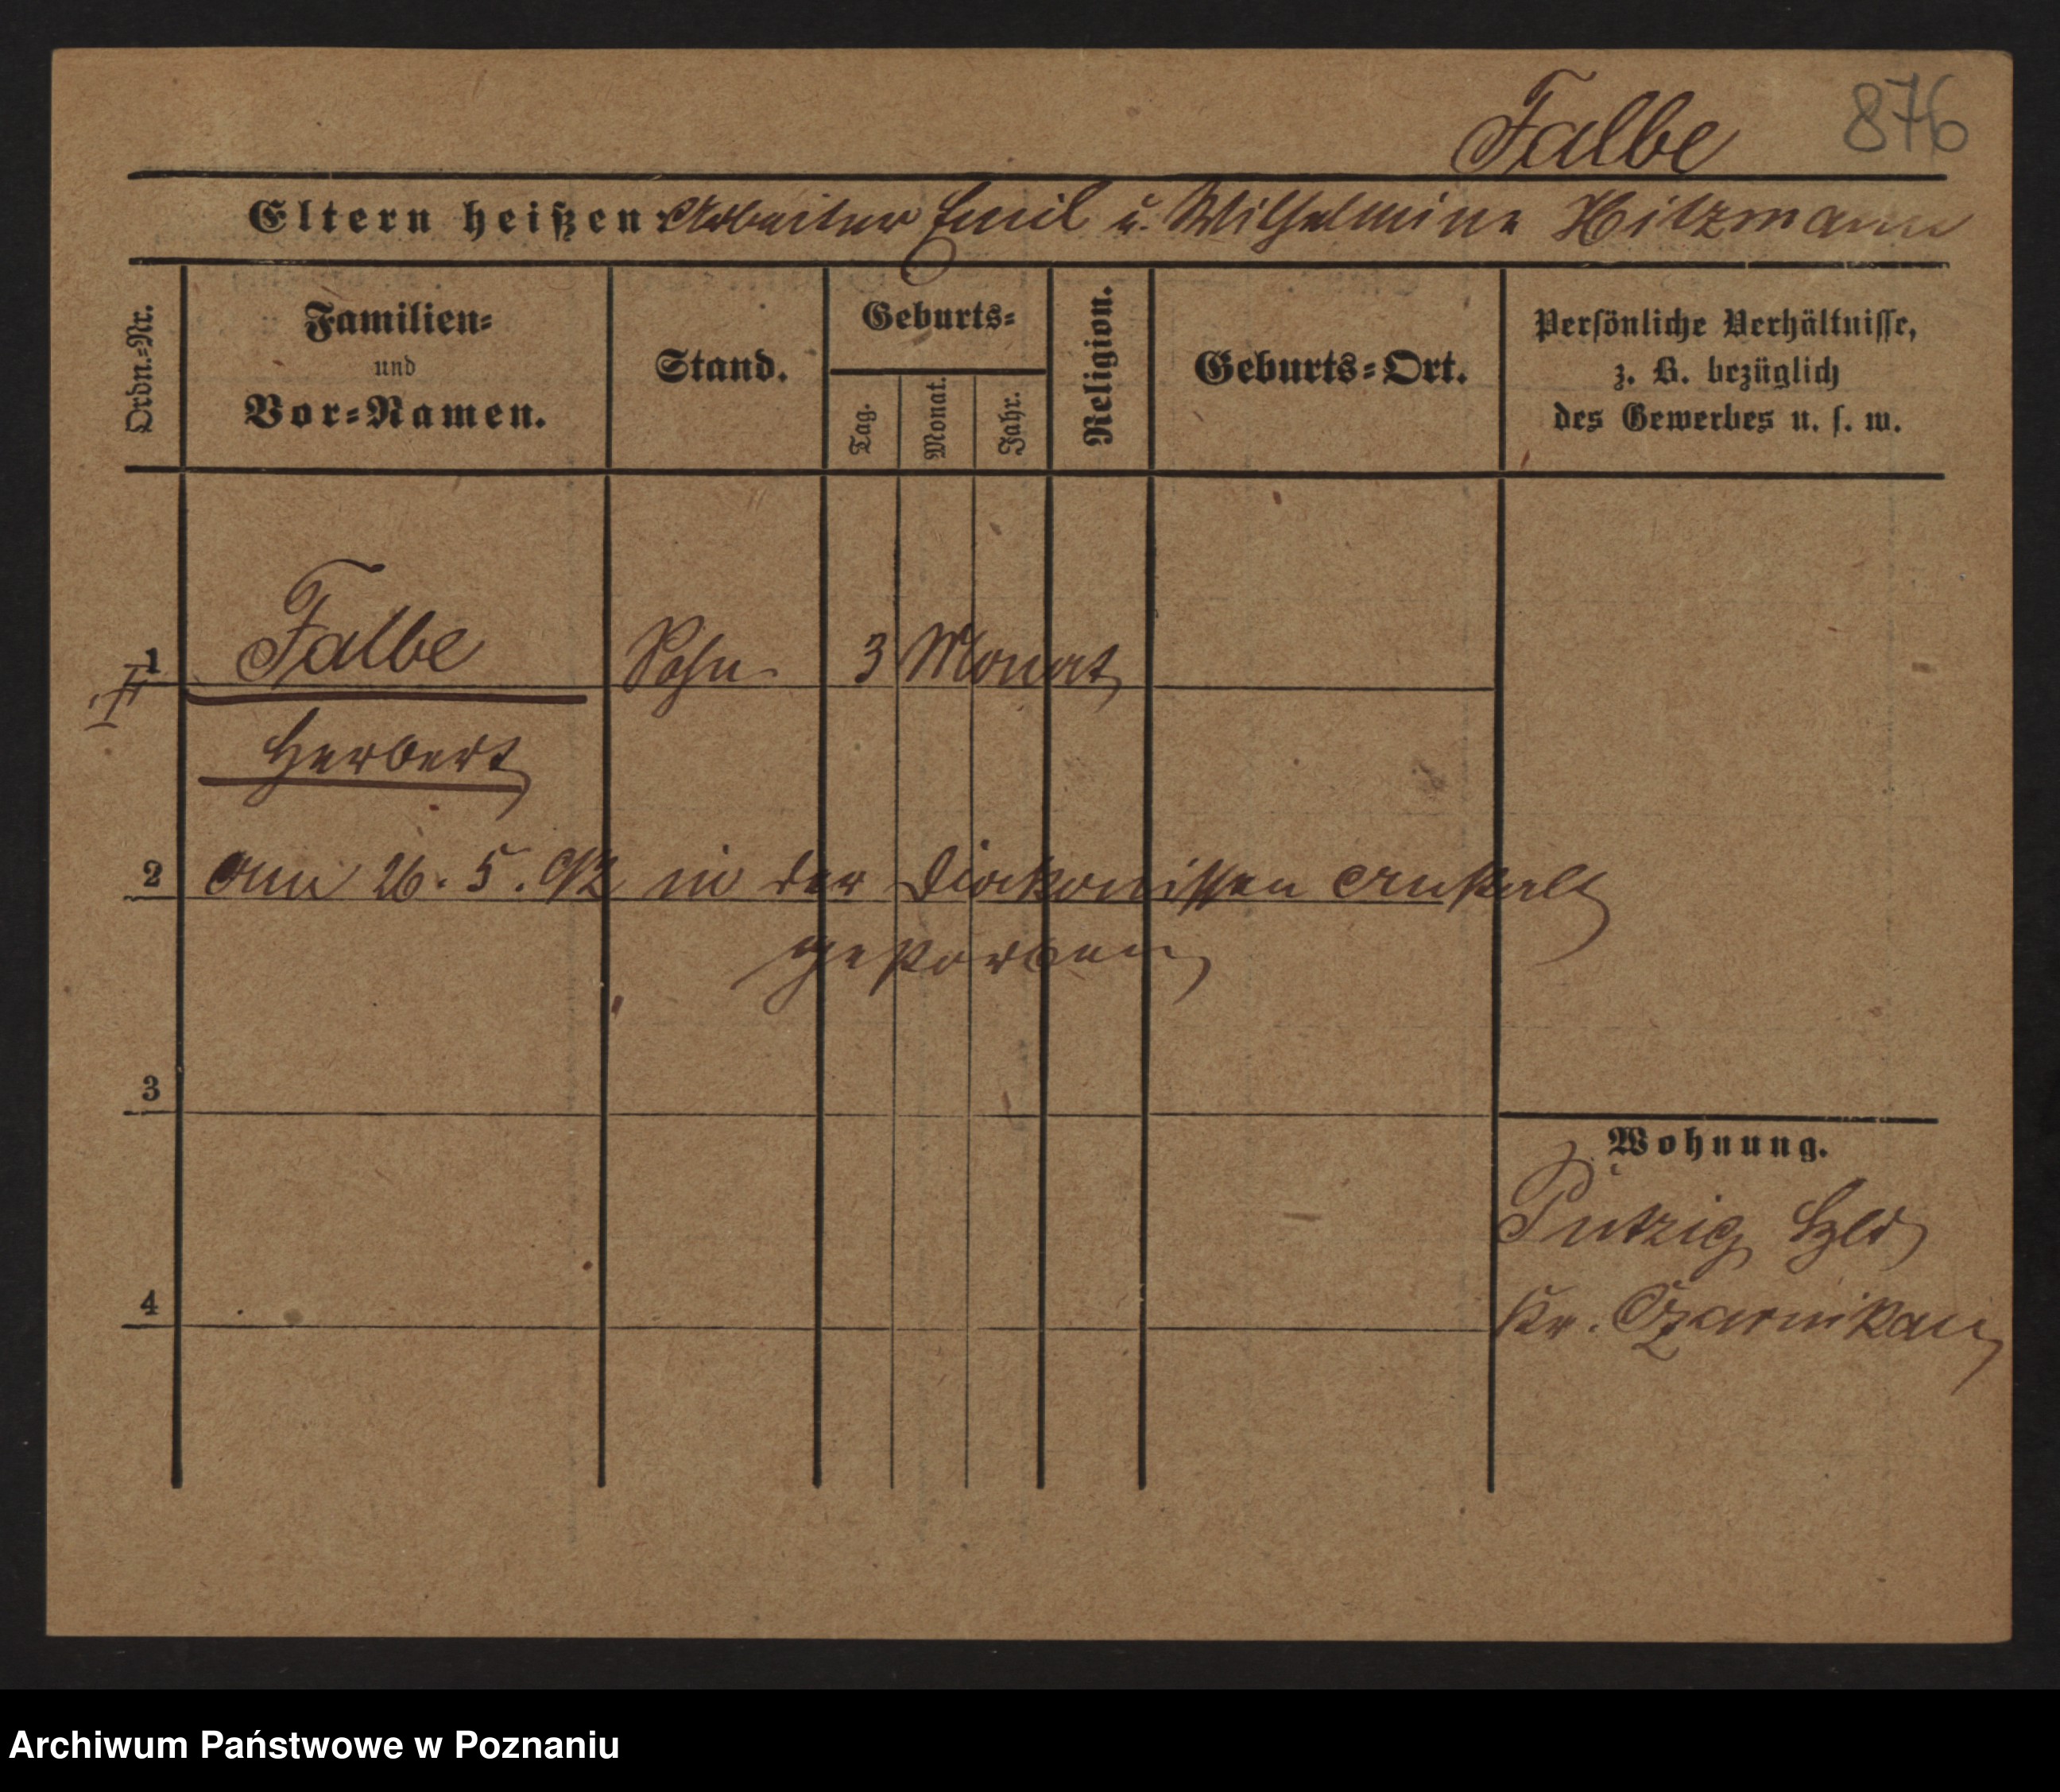 Falbe 876
Eltern heißen: Arbeiter Emil u. Wilhelmine Hitzmann
Ordn.=Nr.
Familien=
und
Vor=Namen.
Stand.
Geburts=
Tag.
Monat.
Jahr.
Religion.
Geburts=Ort.
Persönliche Verhältnisse,
z. B. bezüglich
des Gewerbes u. s. w.
1 Falbe Sohn 3 Monat
Herbert
2 Am 26. 5. 92 in der Diakonissen Anstalt
gestorben
3
Wohnung.
Putzig Hld
4
Kr. Czarnikau
Archiwum Państwowe w Poznaniu